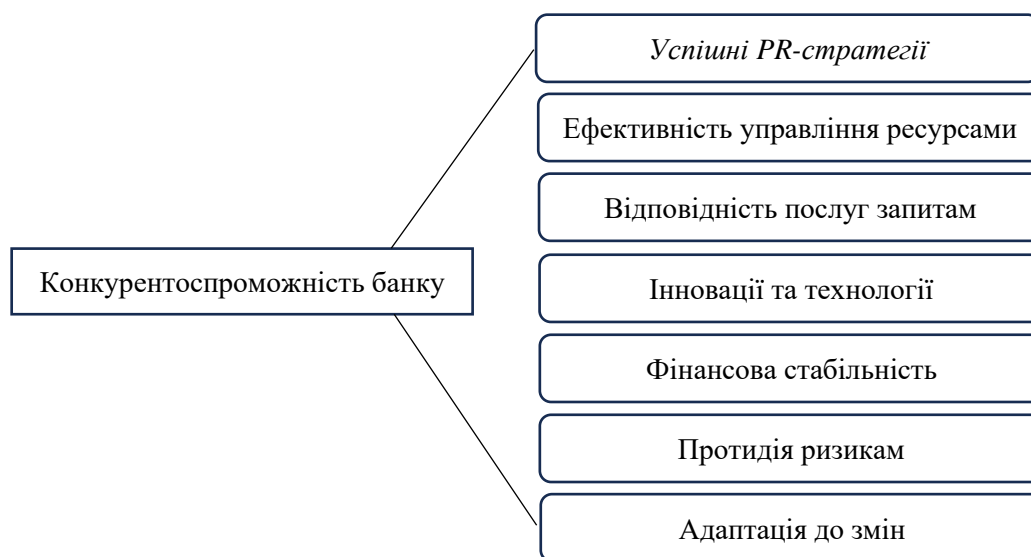 Успішні PR-стратегії
Ефективність управління ресурсами
Відповідність послуг запитам
Конкурентоспроможність банку
Інновації та технології
Фінансова стабільність
Протидія ризикам
Адаптація до змін